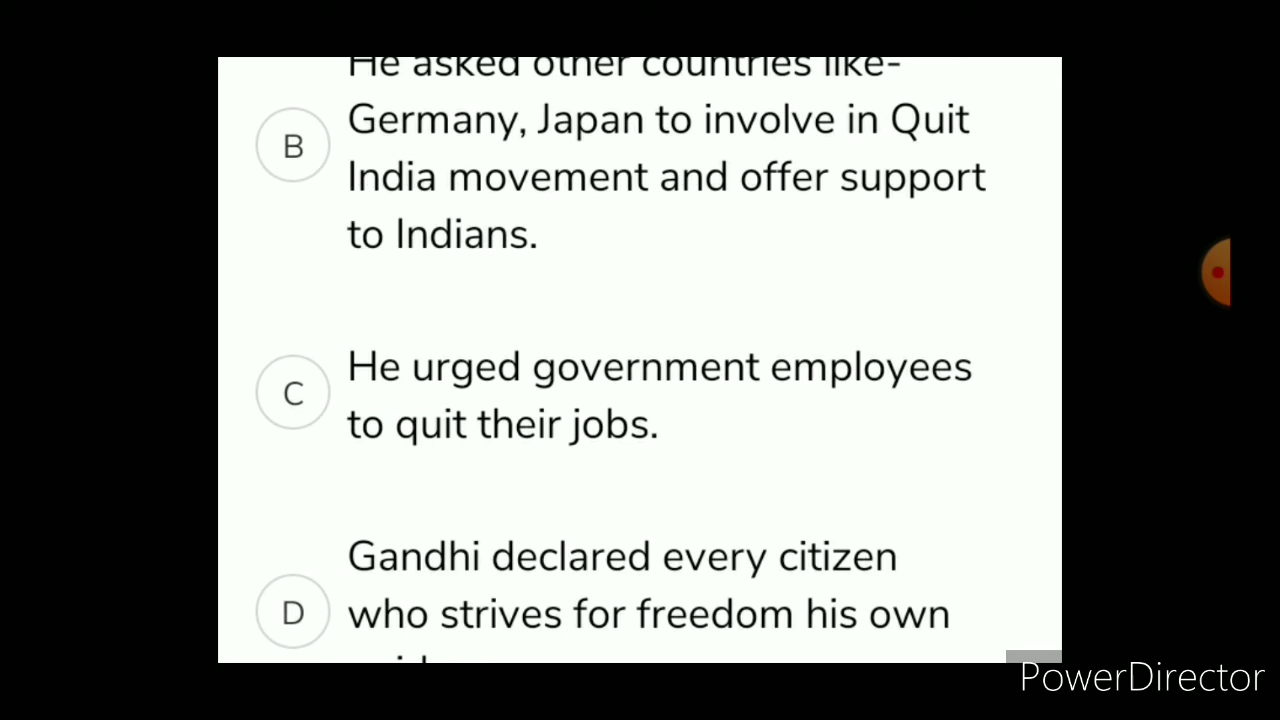 He asked other countries like-
Germany, Japan to involve in Quit
India movement and offer support
to Indians.
B
He urged government employees
to quit their jobs.
C
Gandhi declared every citizen
who strives for freedom his own
D
PowerDirector